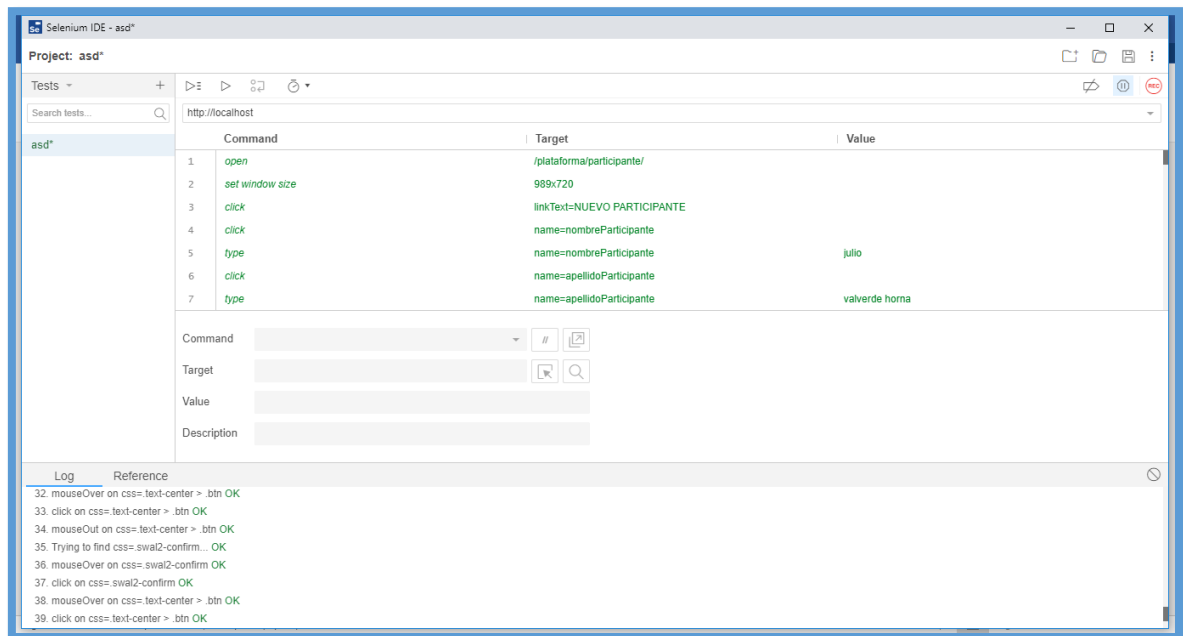 Se Selenium IDE - asd*
Project: asd*
Tests
Search tests...
asd*
REC
http://localhost
Command Target Value
1 open /plataforma/participante/
2 set window size 989x720
3 click linkText=NUEVO PARTICIPANTE
4 click name=nombreParticipante
5 type name=nombreParticipante julio
6 click name=apellidoParticipante
7 type name=apellidoParticipante valverde horna
Command //
Target
Value
Description
Log Reference
32. mouseOver on css=.text-center > .btn OK
33. click on css=.text-center > .btn OK
34. mouseOut on css=.text-center > .btn OK
35. Trying to find css=.swal2-confirm... OK
36. mouseOver on css=.swal2-confirm OK
37. click on css=.swal2-confirm OK
38. mouseOver on css=.text-center > .btn OK
39. click on css=.text-center > .btn OK